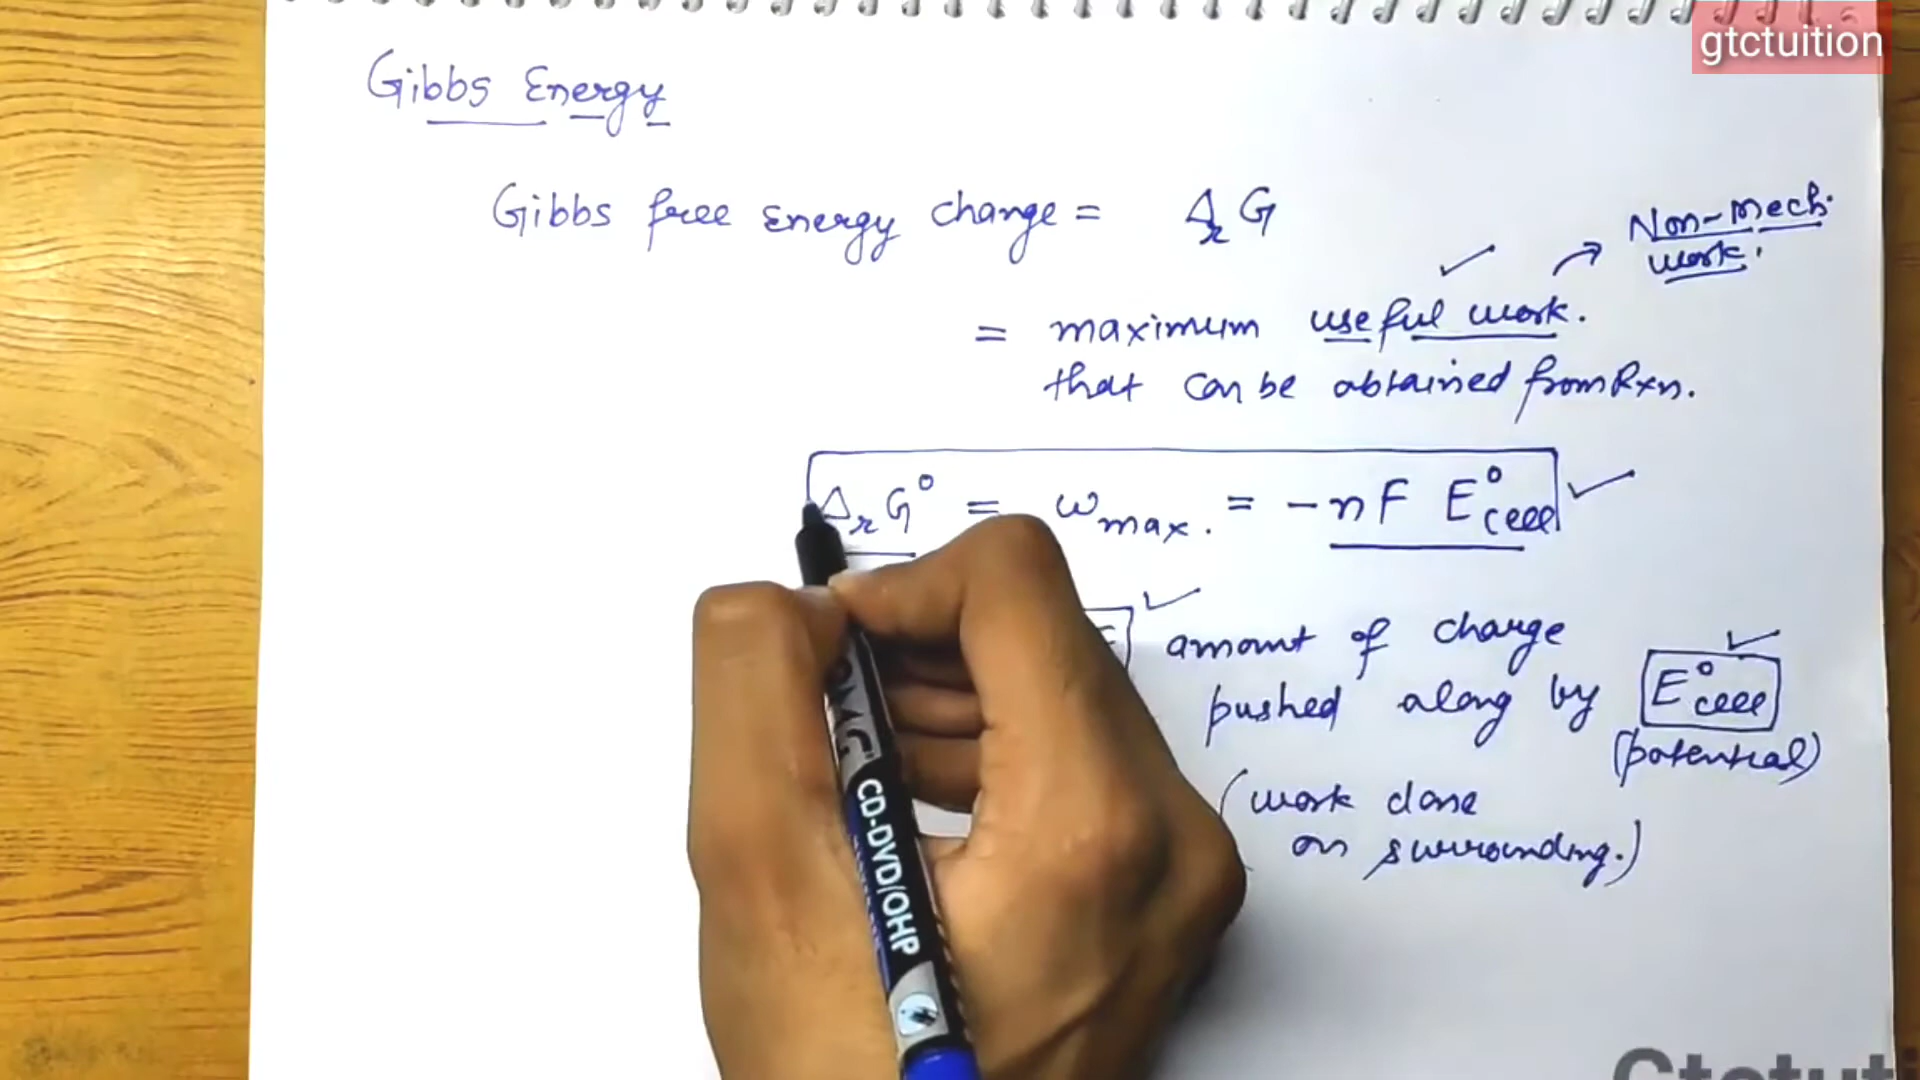 gtctuition
Gibbs Energy
Gibbs free Energy change = ΔrG
Non-Mech.
work.
= maximum useful work.
that can be obtained from Rxn.
ΔrG° = wmax. = -nF E°cell
amount of charge
pushed along by E°cell
(potential)
(work done
on surrounding.)
CD-DVD/OHP